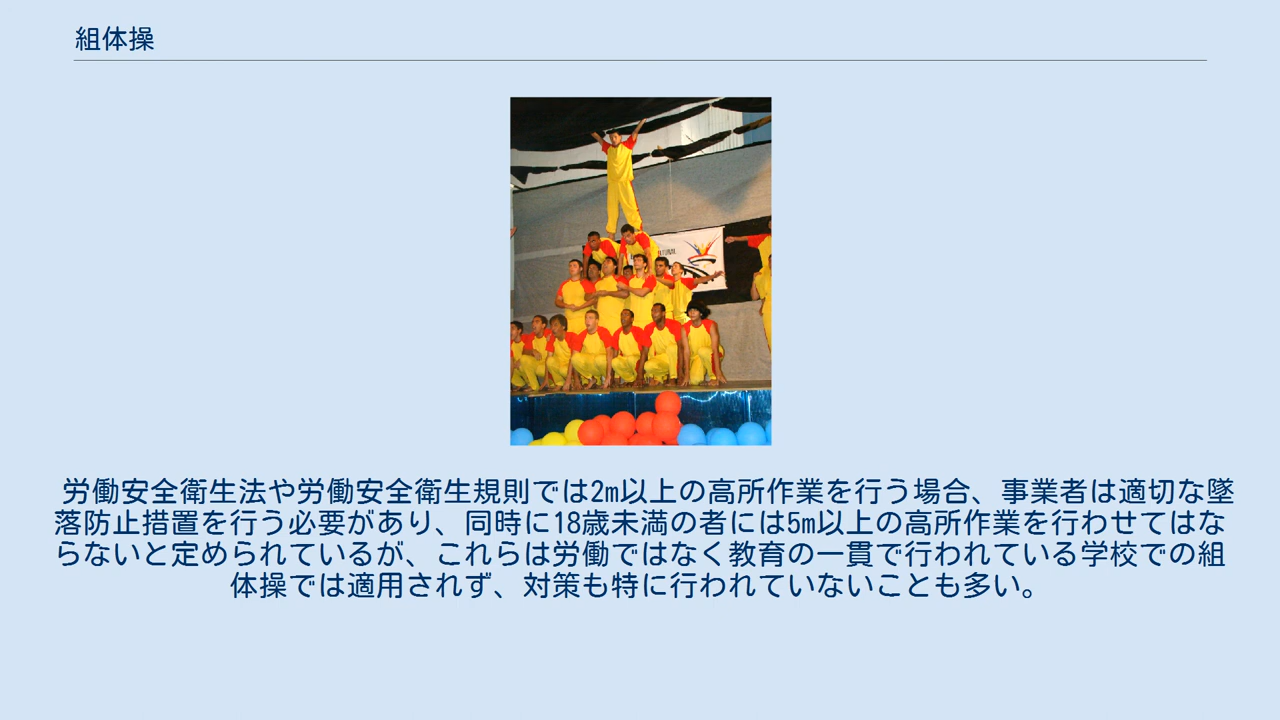 組体操
NATURAL
労働安全衛生法や労働安全衛生規則では2m以上の高所作業を行う場合、事業者は適切な墜
落防止措置を行う必要があり、同時に18歳未満の者には5m以上の高所作業を行わせてはな
らないと定められているが、これらは労働ではなく教育の一貫で行われている学校での組
体操では適用されず、対策も特に行われていないことも多い。